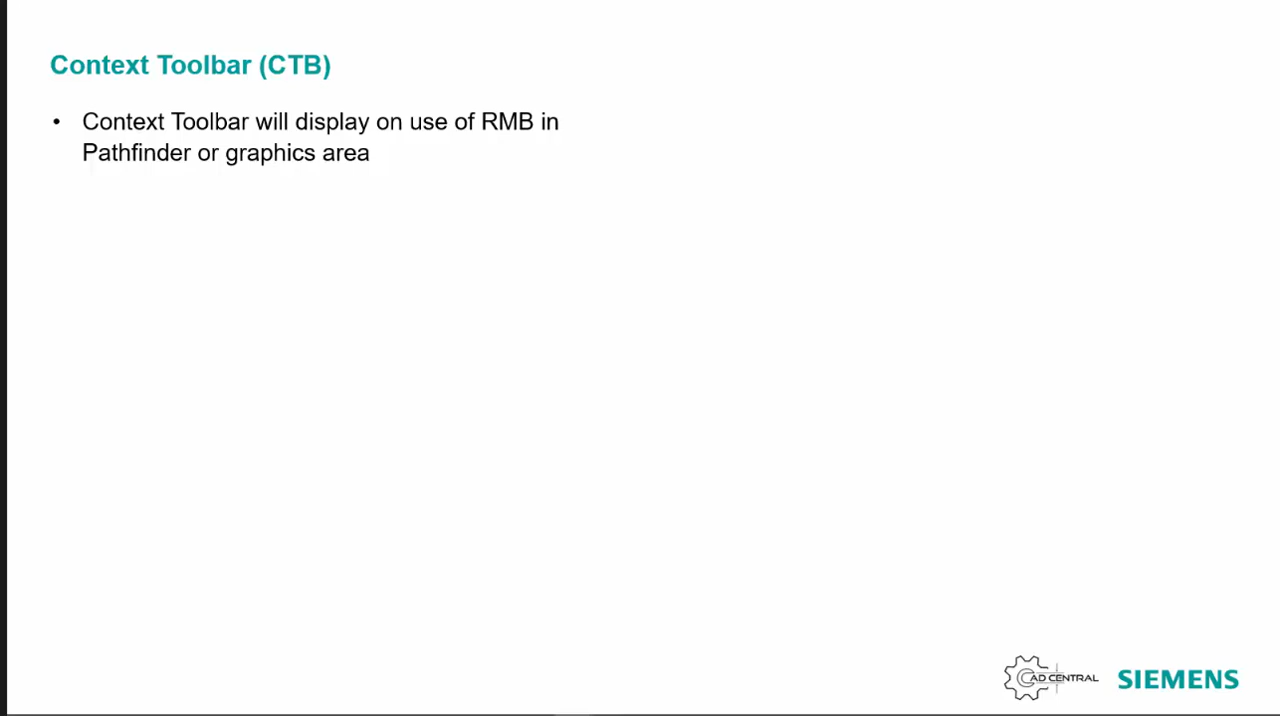 Context Toolbar (CTB)
• Context Toolbar will display on use of RMB in
Pathfinder or graphics area
CAD CENTRAL
SIEMENS